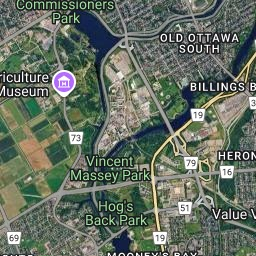 Commissioners
Park
OLD OTTAWA
SOUTH
riculture
Museum
BILLINGS B
19
73
Vincent
Massey Park
79
HERON
16
Hog's
Back Park
51
Value V
69
19
MOONEY'S BAY